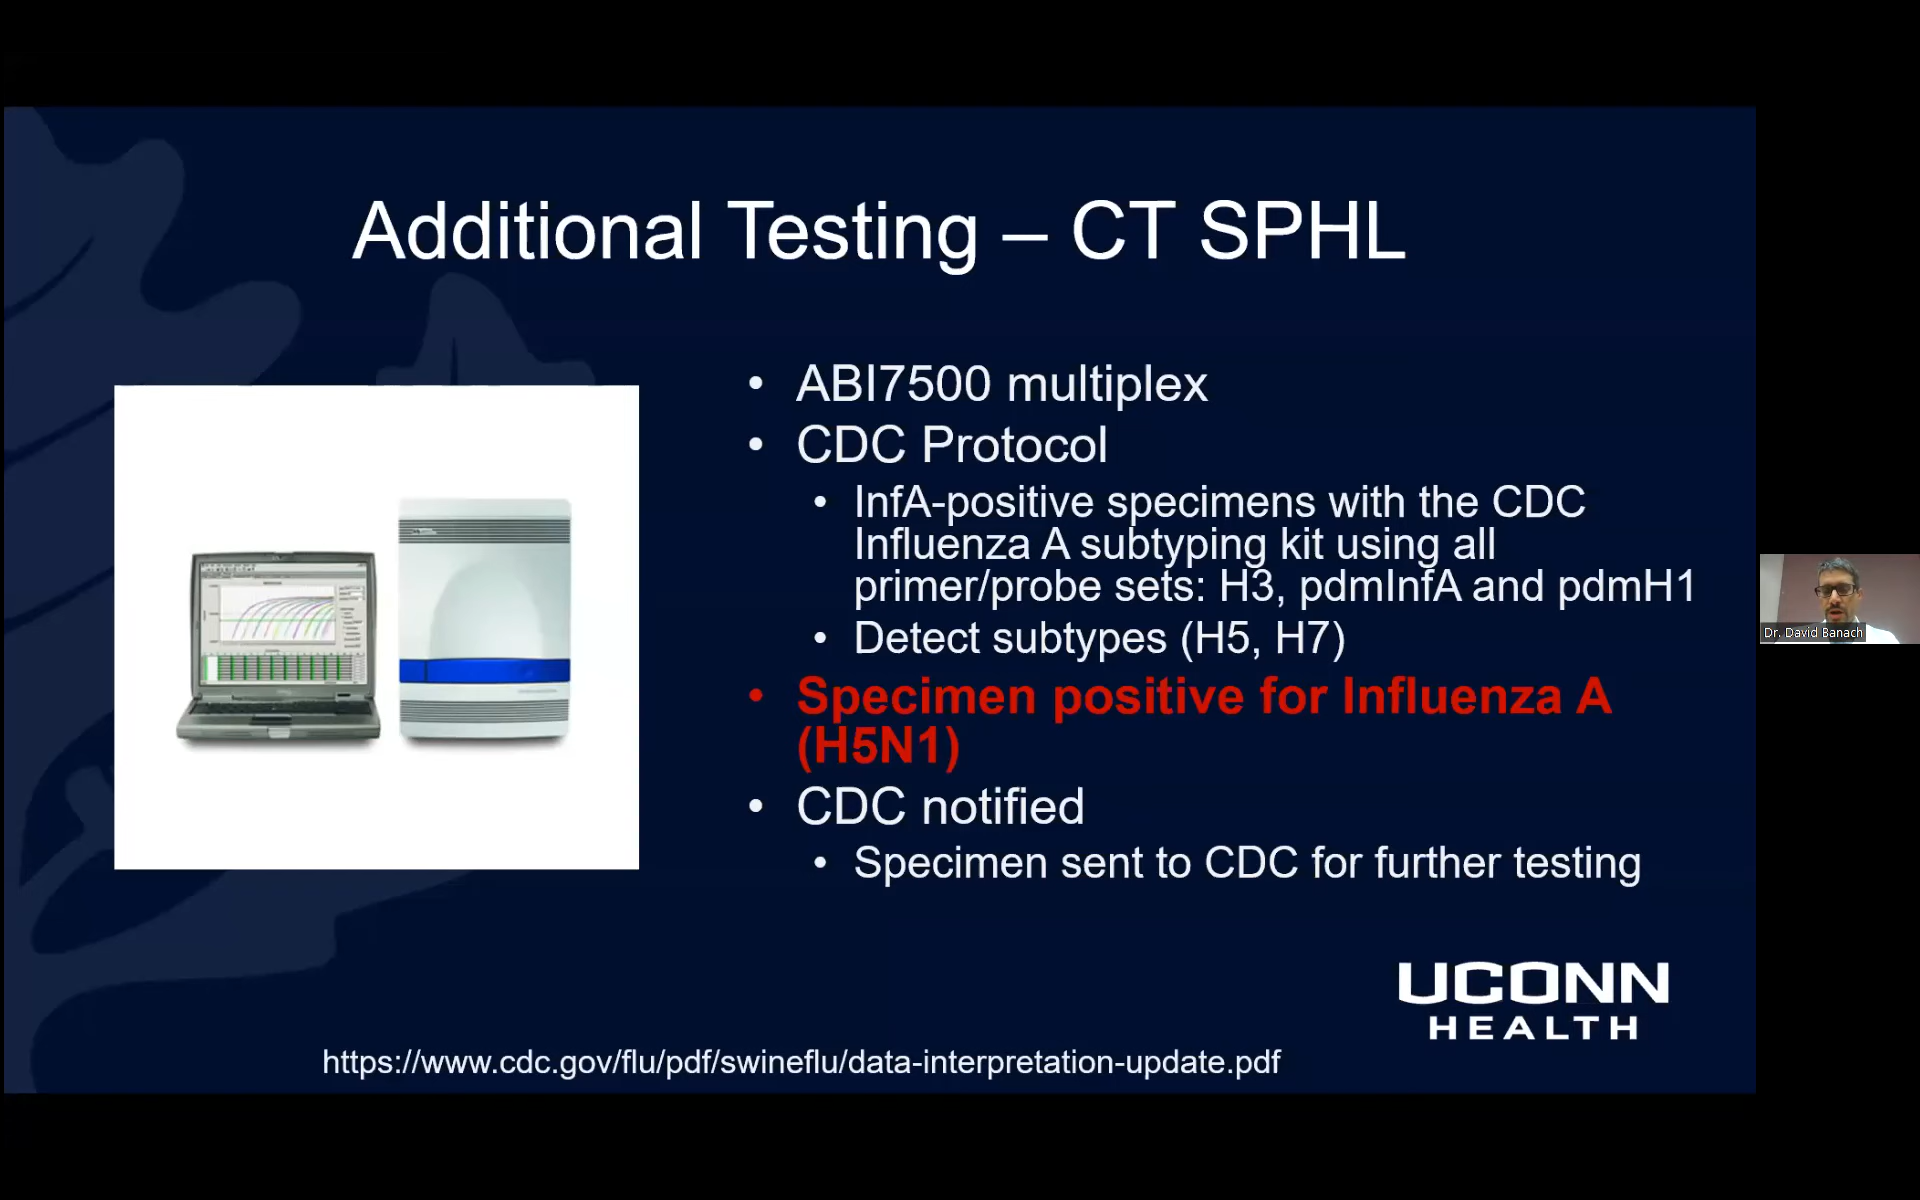 Additional Testing – CT SPHL
• ABI7500 multiplex
• CDC Protocol
• InfA-positive specimens with the CDC
Influenza A subtyping kit using all
primer/probe sets: H3, pdmInfA and pdmH1
• Detect subtypes (H5, H7)
• Specimen positive for Influenza A
(H5N1)
• CDC notified
• Specimen sent to CDC for further testing
Dr. David Banach
UCONN
HEALTH
https://www.cdc.gov/flu/pdf/swineflu/data-interpretation-update.pdf